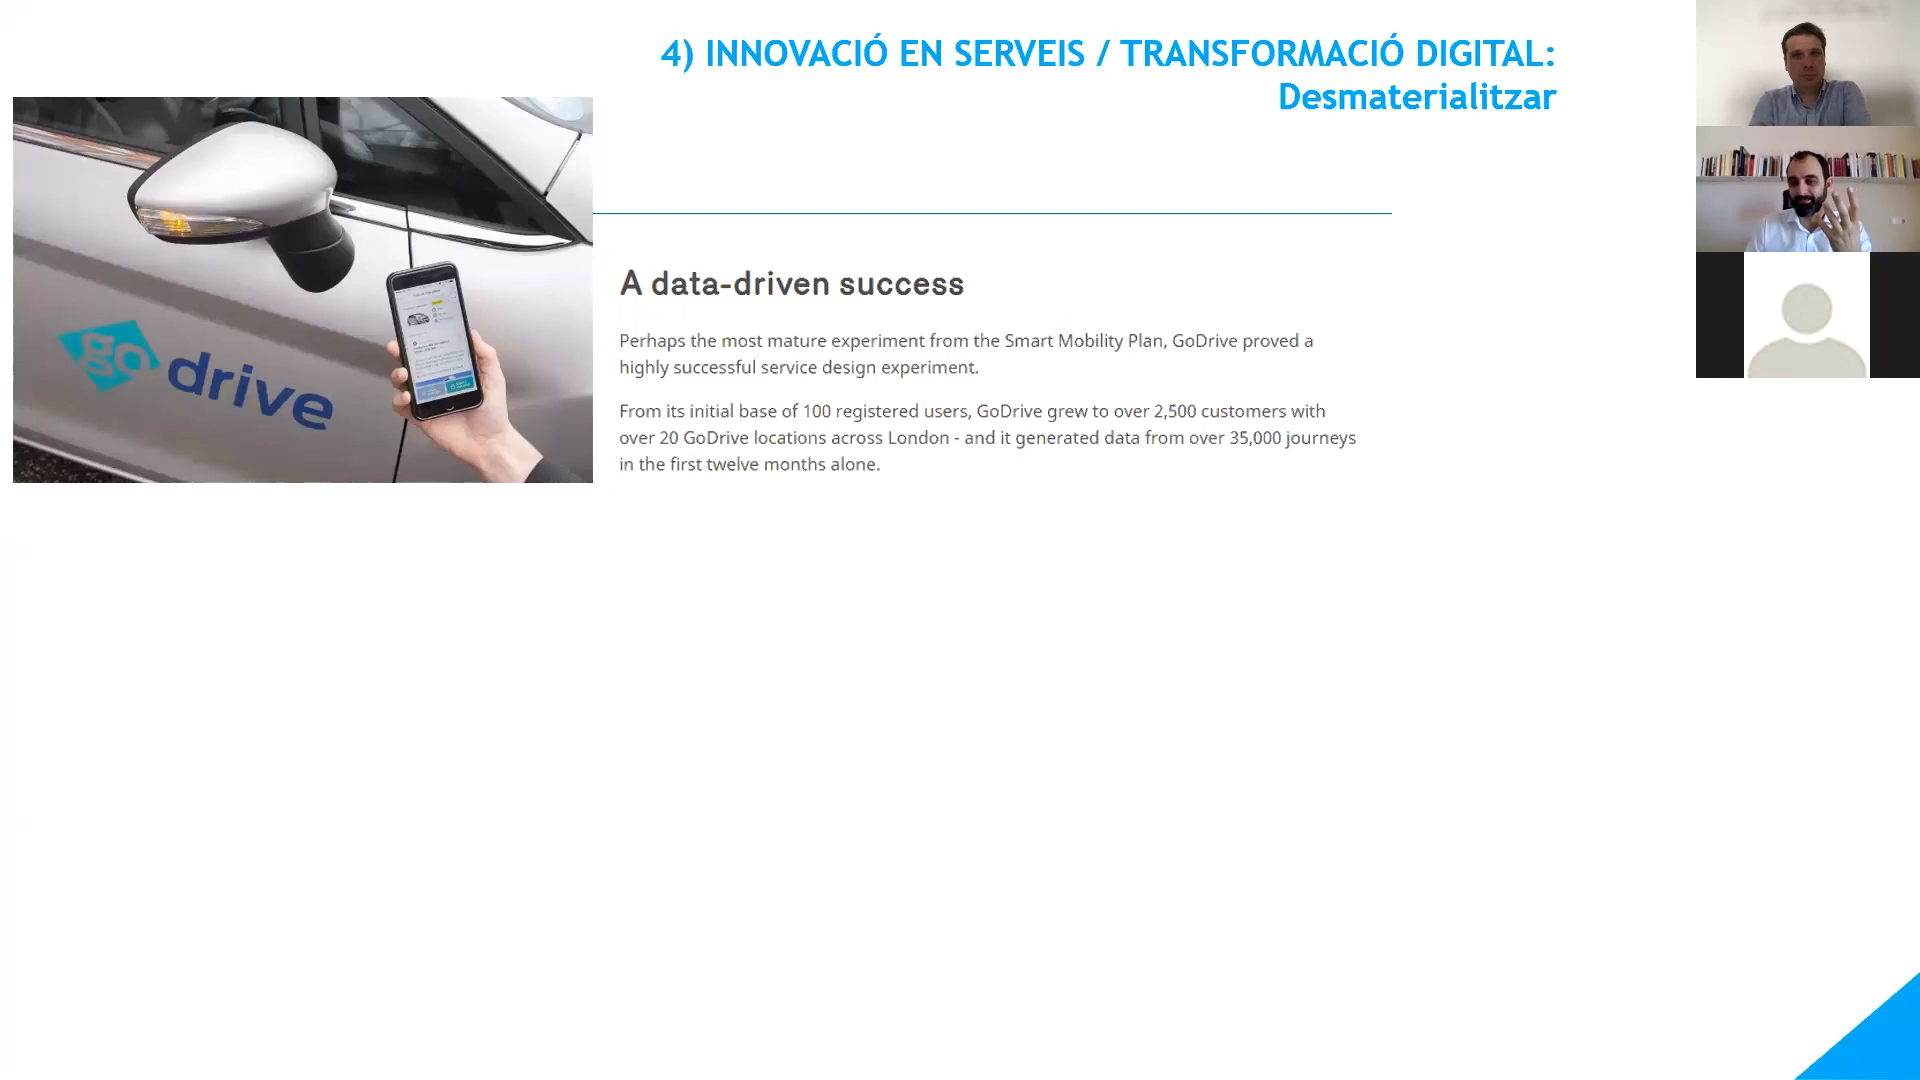 4) INNOVACIÓ EN SERVEIS / TRANSFORMACIÓ DIGITAL:
Desmaterialitzar
go drive
A data-driven success
Perhaps the most mature experiment from the Smart Mobility Plan, GoDrive proved a
highly successful service design experiment.
From its initial base of 100 registered users, GoDrive grew to over 2,500 customers with
over 20 GoDrive locations across London - and it generated data from over 35,000 journeys
in the first twelve months alone.